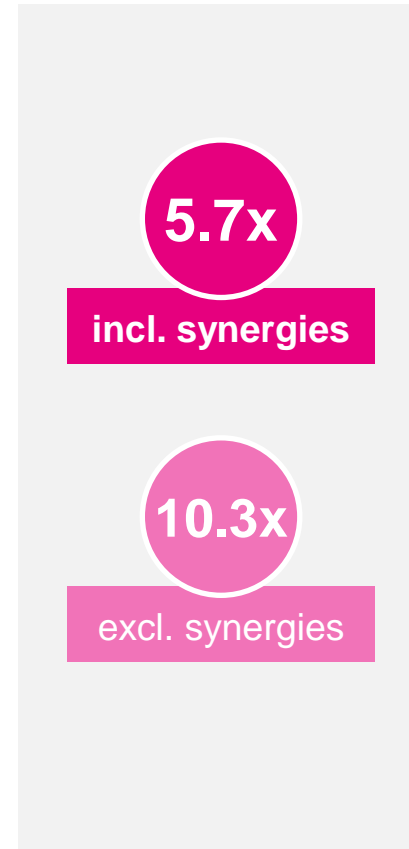 5.7x
incl. synergies
10.3x
excl. synergies